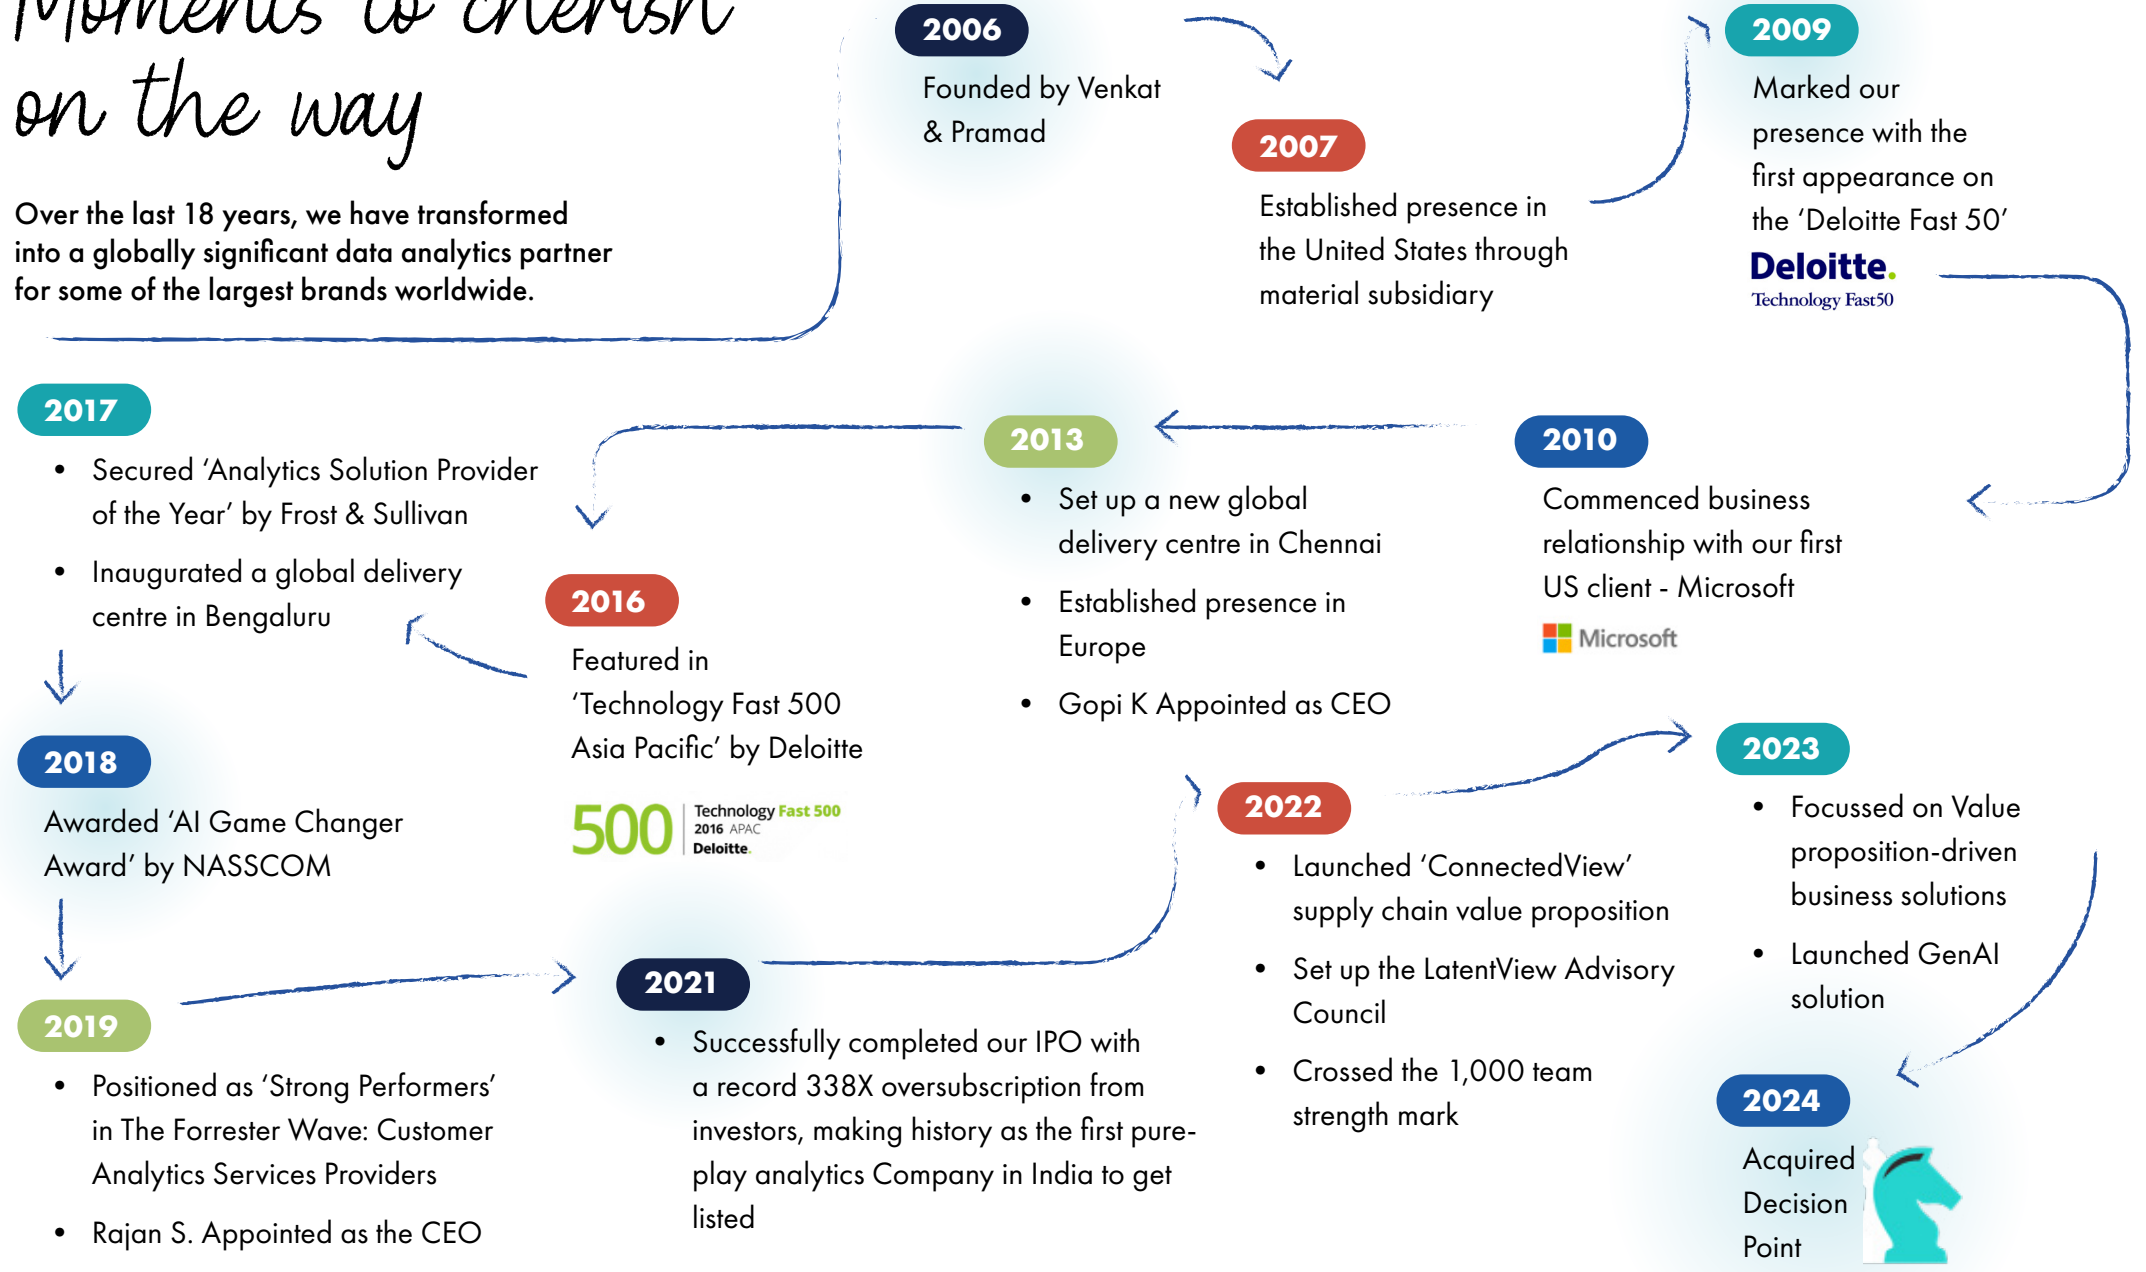 Moments to cherish
on the way
Over the last 18 years, we have transformed
into a globally significant data analytics partner
for some of the largest brands worldwide.
2006
Founded by Venkat
& Pramad
2007
Established presence in
the United States through
material subsidiary
2009
Marked our
presence with the
first appearance on
the ‘Deloitte Fast 50’
Deloitte.
Technology Fast50
2010
Commenced business
relationship with our first
US client - Microsoft
Microsoft
2013
• Set up a new global
delivery centre in Chennai
• Established presence in
Europe
• Gopi K Appointed as CEO
2016
Featured in
‘Technology Fast 500
Asia Pacific’ by Deloitte
500
Technology Fast 500
2016 APAC
Deloitte.
2017
• Secured ‘Analytics Solution Provider
of the Year’ by Frost & Sullivan
• Inaugurated a global delivery
centre in Bengaluru
2018
Awarded ‘AI Game Changer
Award’ by NASSCOM
2019
• Positioned as ‘Strong Performers’
in The Forrester Wave: Customer
Analytics Services Providers
• Rajan S. Appointed as the CEO
2021
• Successfully completed our IPO with
a record 338X oversubscription from
investors, making history as the first pure-
play analytics Company in India to get
listed
2022
• Launched ‘ConnectedView’
supply chain value proposition
• Set up the LatentView Advisory
Council
• Crossed the 1,000 team
strength mark
2023
• Focussed on Value
proposition-driven
business solutions
• Launched GenAI
solution
2024
Acquired
Decision
Point